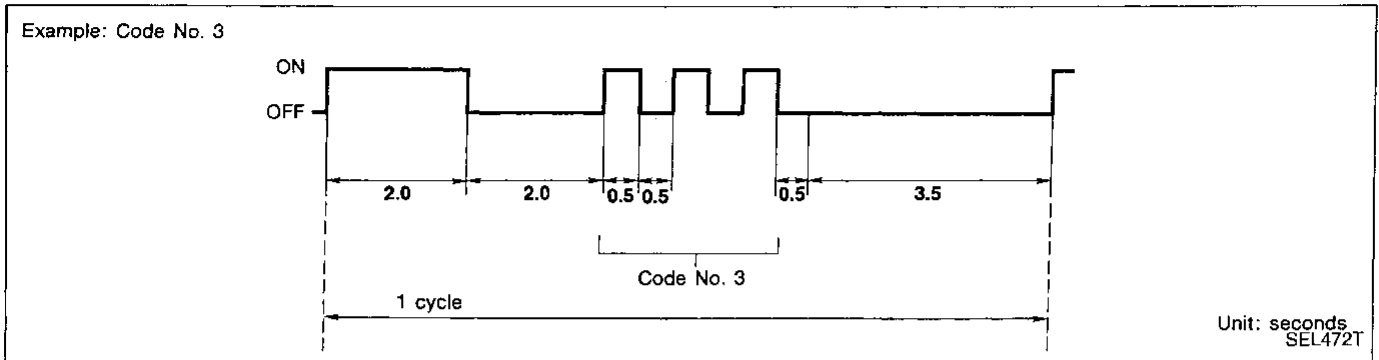 Example: Code No. 3
ON
OFF
2.0 2.0 0.5 0.5 0.5 3.5
Code No. 3
1 cycle
Unit: seconds
SEL472T